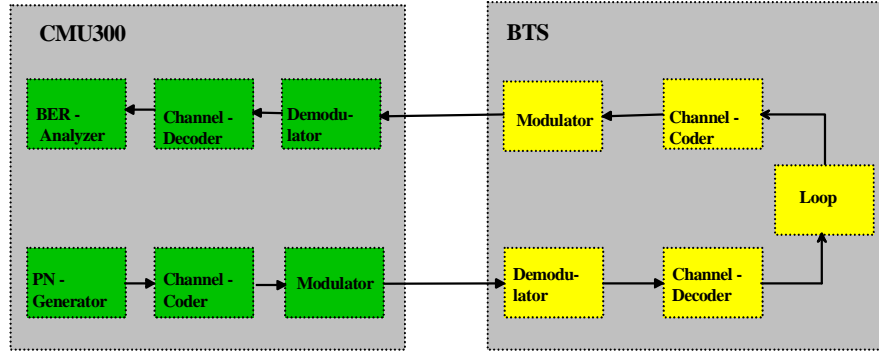 CMU300
BTS
BER -
Analyzer
Channel -
Decoder
Demodu-
lator
Modulator
Channel -
Coder
Loop
PN -
Generator
Channel -
Coder
Modulator
Demodu-
lator
Channel -
Decoder